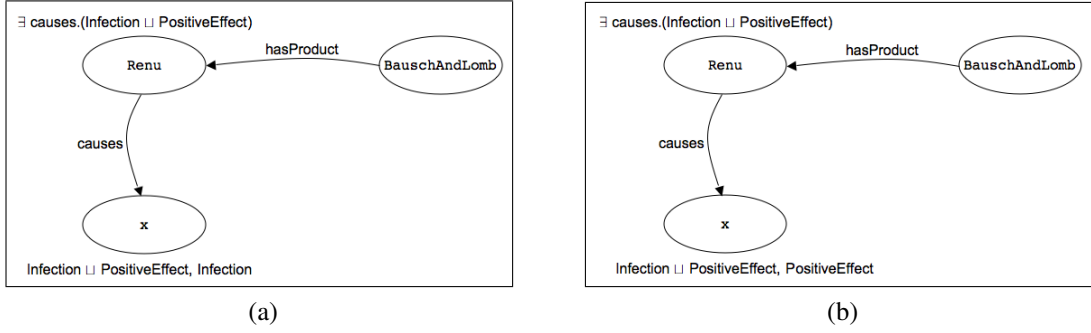 ∃ causes.(Infection ⊔ PositiveEffect)
hasProduct
Renu
BauschAndLomb
causes
x
Infection ⊔ PositiveEffect, Infection
(a)
∃ causes.(Infection ⊔ PositiveEffect)
hasProduct
Renu
BauschAndLomb
causes
x
Infection ⊔ PositiveEffect, PositiveEffect
(b)